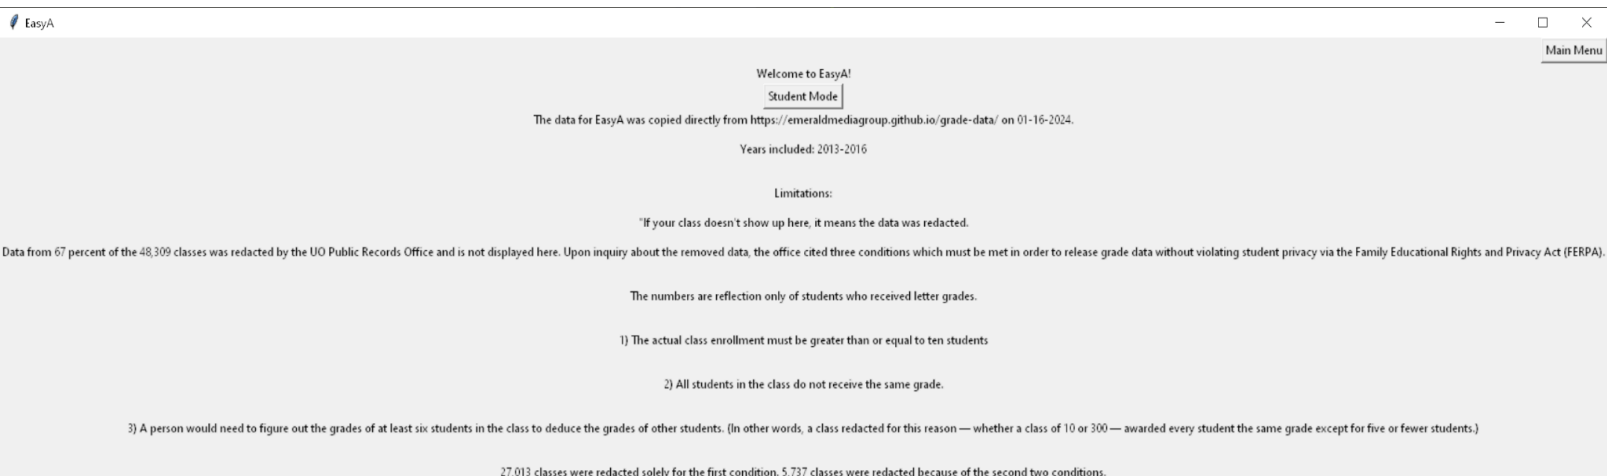 EasyA
Main Menu
Welcome to EasyA!
Student Mode
The data for EasyA was copied directly from https://emeraldmediagroup.github.io/grade-data/ on 01-16-2024.
Years included: 2013-2016
Limitations:
"If your class doesn't show up here, it means the data was redacted.
Data from 67 percent of the 48,309 classes was redacted by the UO Public Records Office and is not displayed here. Upon inquiry about the removed data, the office cited three conditions which must be met in order to release grade data without violating student privacy via the Family Educational Rights and Privacy Act (FERPA).
The numbers are reflection only of students who received letter grades.
1) The actual class enrollment must be greater than or equal to ten students
2) All students in the class do not receive the same grade.
3) A person would need to figure out the grades of at least six students in the class to deduce the grades of other students. (In other words, a class redacted for this reason — whether a class of 10 or 300 — awarded every student the same grade except for five or fewer students.)
27,013 classes were redacted solely for the first condition. 5,737 classes were redacted because of the second two conditions.